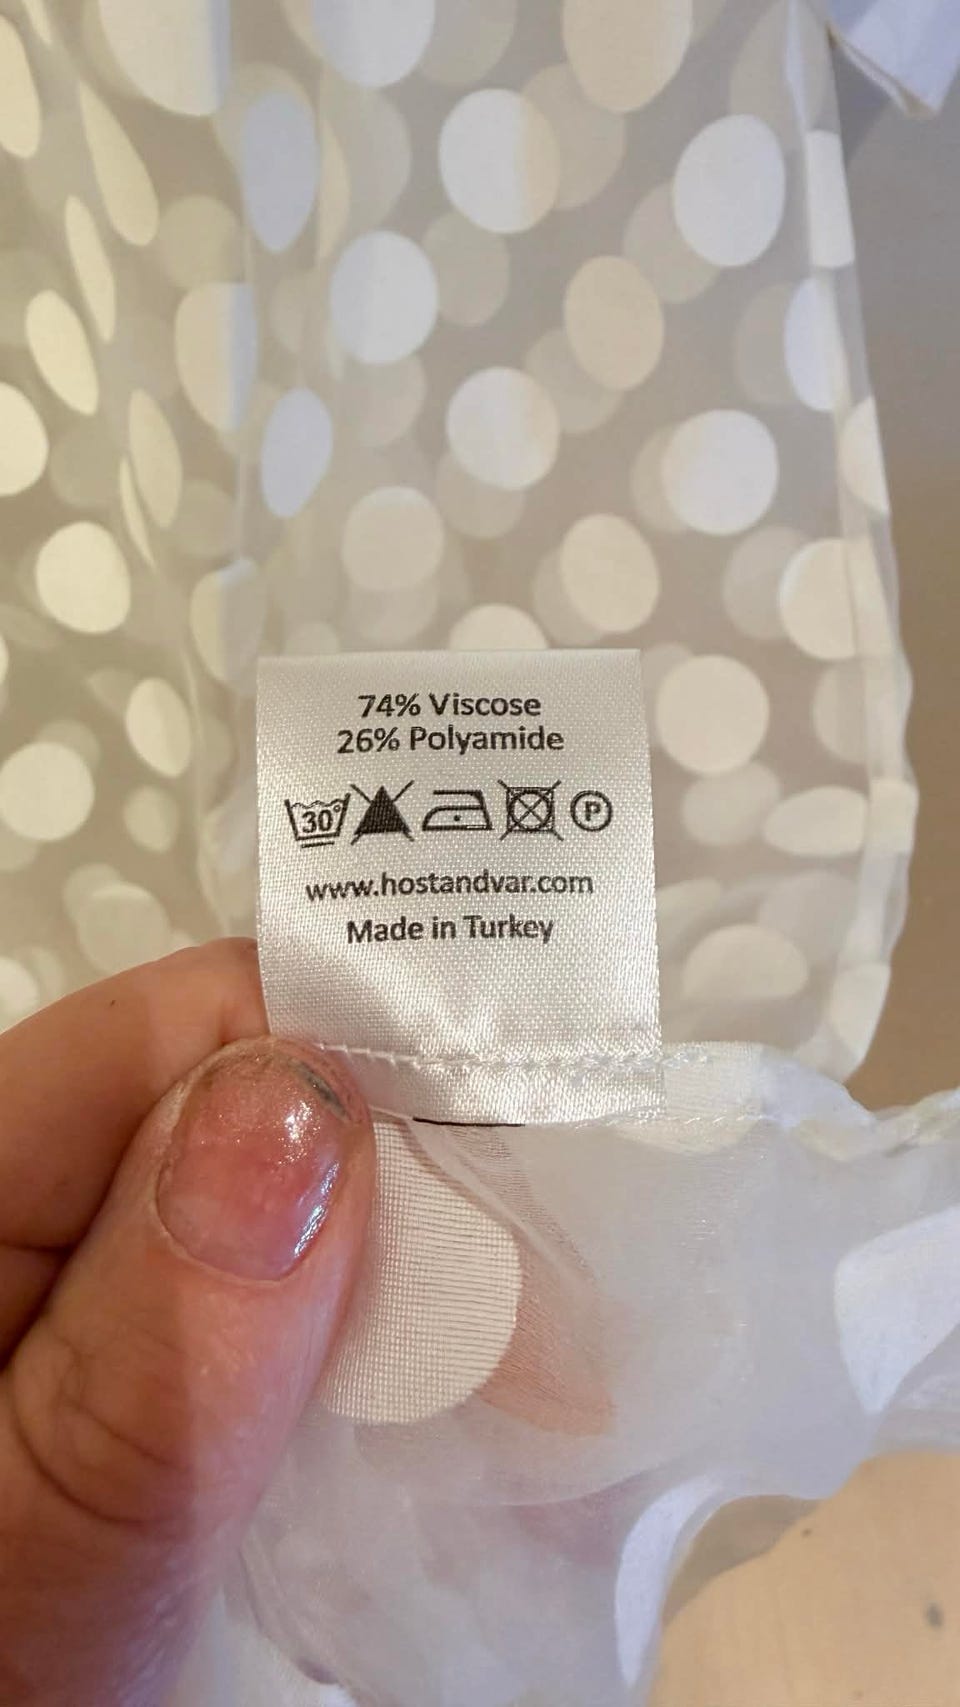 74% Viscose
26% Polyamide
30° P
www.hostandvar.com
Made in Turkey